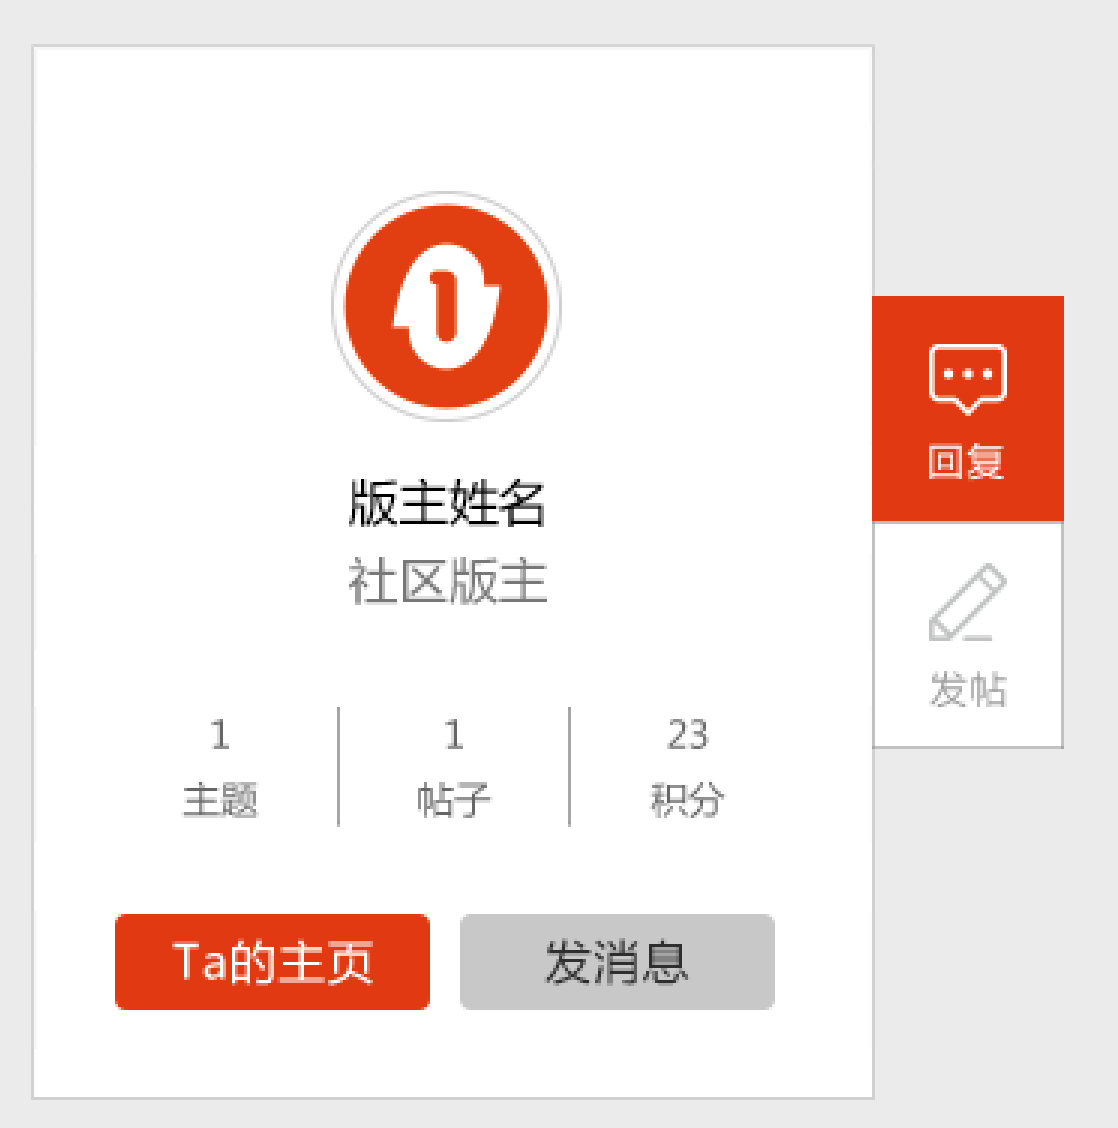 版主姓名
社区版主
1 1 23
主题 帖子 积分
Ta的主页 发消息
回复
发帖